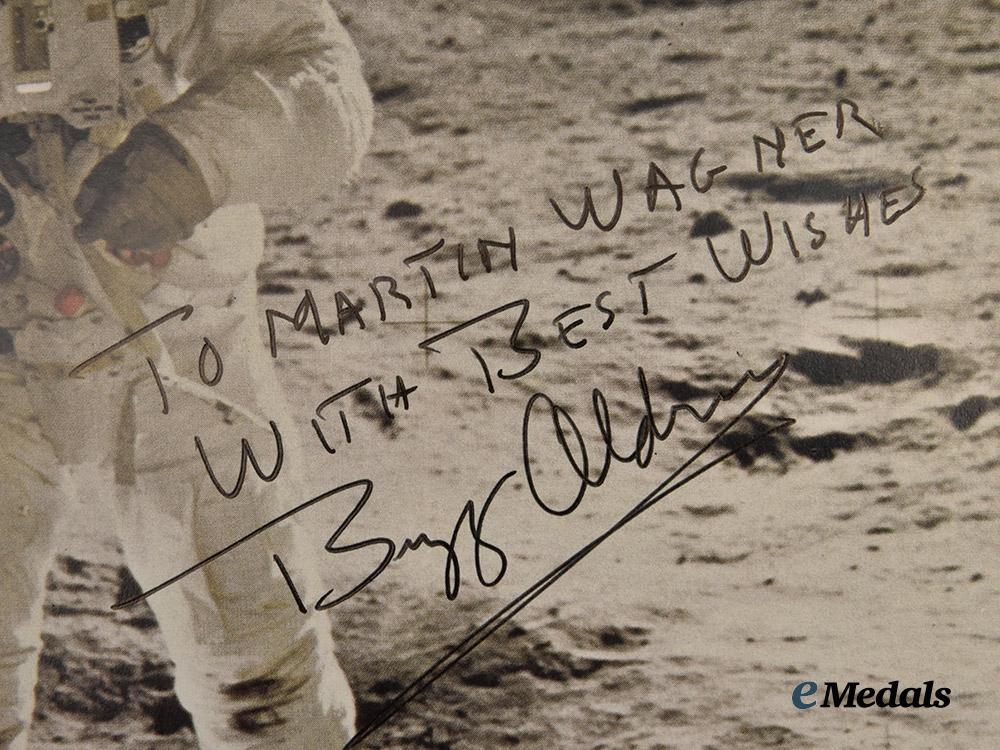 TO MARTIN WAGNER
WITH BEST WISHES
Buzz Aldrin
eMedals